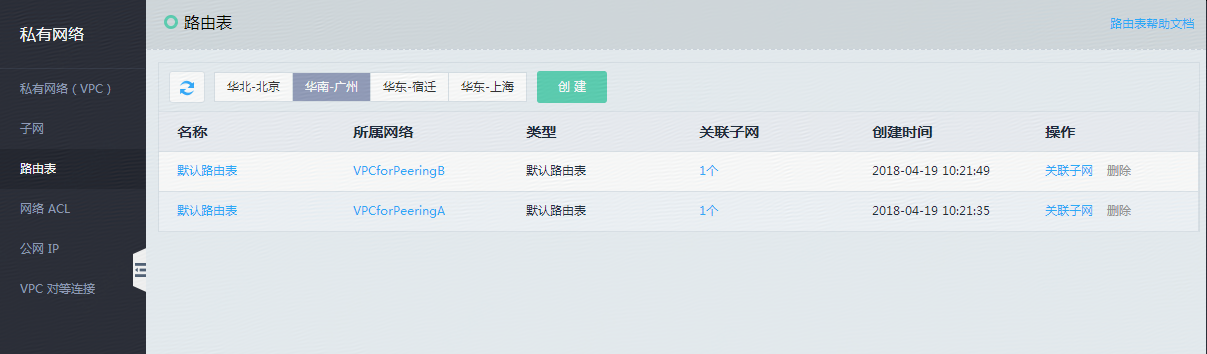 私有网络
私有网络（VPC）
子网
路由表
网络 ACL
公网 IP
VPC 对等连接
路由表
路由表帮助文档
华北-北京 华南-广州 华东-宿迁 华东-上海 创 建
名称 所属网络 类型 关联子网 创建时间 操作
默认路由表 VPCforPeeringB 默认路由表 1个 2018-04-19 10:21:49 关联子网 删除
默认路由表 VPCforPeeringA 默认路由表 1个 2018-04-19 10:21:35 关联子网 删除